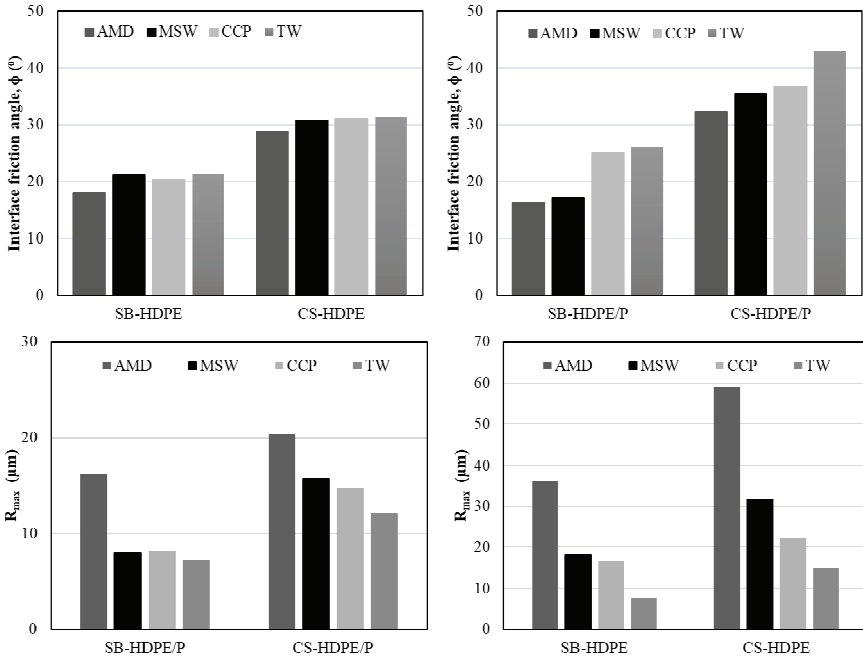 50
40
30
20
10
0
Interface friction angle, ϕ (º)
AMD MSW CCP TW
SB-HDPE CS-HDPE
50
40
30
20
10
0
Interface friction angle, ϕ (º)
AMD MSW CCP TW
SB-HDPE/P CS-HDPE/P
30
20
10
0
Rmax (µm)
AMD MSW CCP TW
SB-HDPE/P CS-HDPE/P
70
60
50
40
30
20
10
0
Rmax (µm)
AMD MSW CCP TW
SB-HDPE CS-HDPE